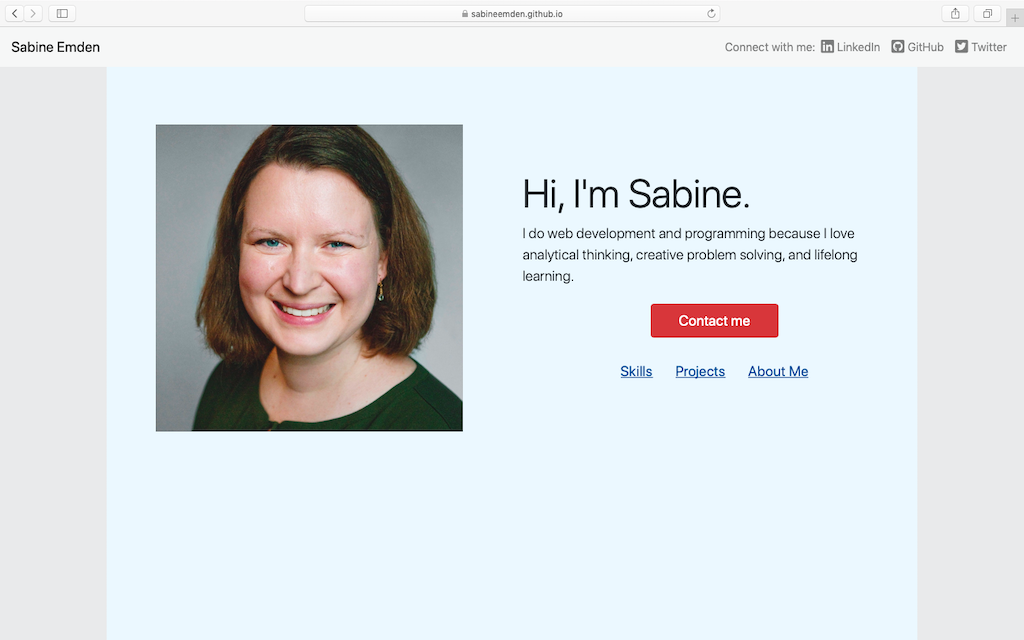 sabineemden.github.io
Sabine Emden
Connect with me: LinkedIn GitHub Twitter
Hi, I'm Sabine.
I do web development and programming because I love
analytical thinking, creative problem solving, and lifelong
learning.
Contact me
Skills Projects About Me